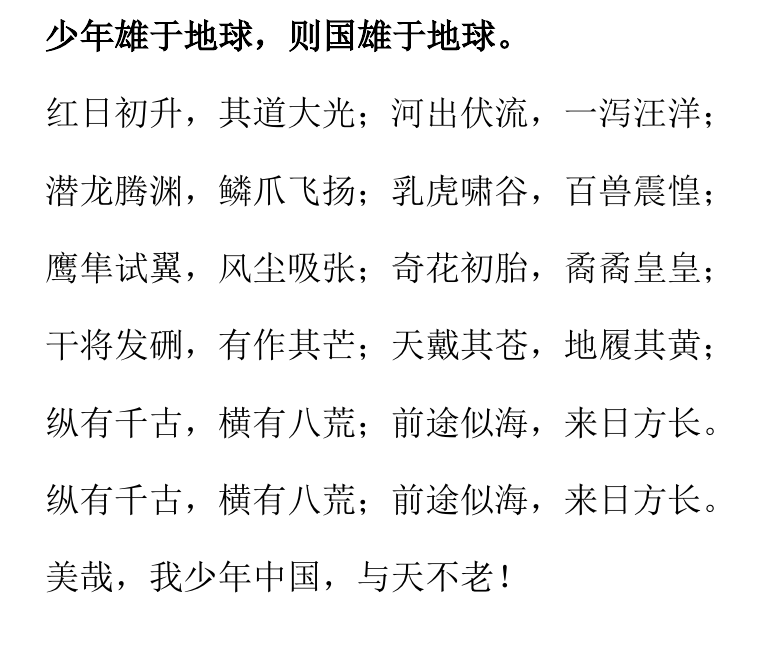 少年雄于地球，则国雄于地球。
红日初升，其道大光；河出伏流，一泻汪洋；
潜龙腾渊，鳞爪飞扬；乳虎啸谷，百兽震惶；
鹰隼试翼，风尘吸张；奇花初胎，矞矞皇皇；
干将发硎，有作其芒；天戴其苍，地履其黄；
纵有千古，横有八荒；前途似海，来日方长。
纵有千古，横有八荒；前途似海，来日方长。
美哉，我少年中国，与天不老！